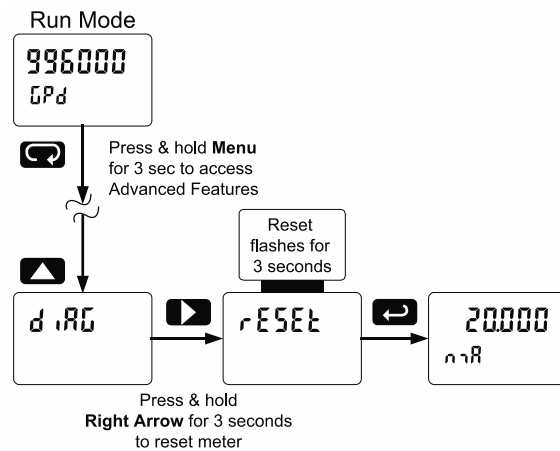 Run Mode
996000
GPd
Press & hold Menu
for 3 sec to access
Advanced Features
Reset
flashes for
3 seconds
diAG
rESEt
20.000
mA
Press & hold
Right Arrow for 3 seconds
to reset meter